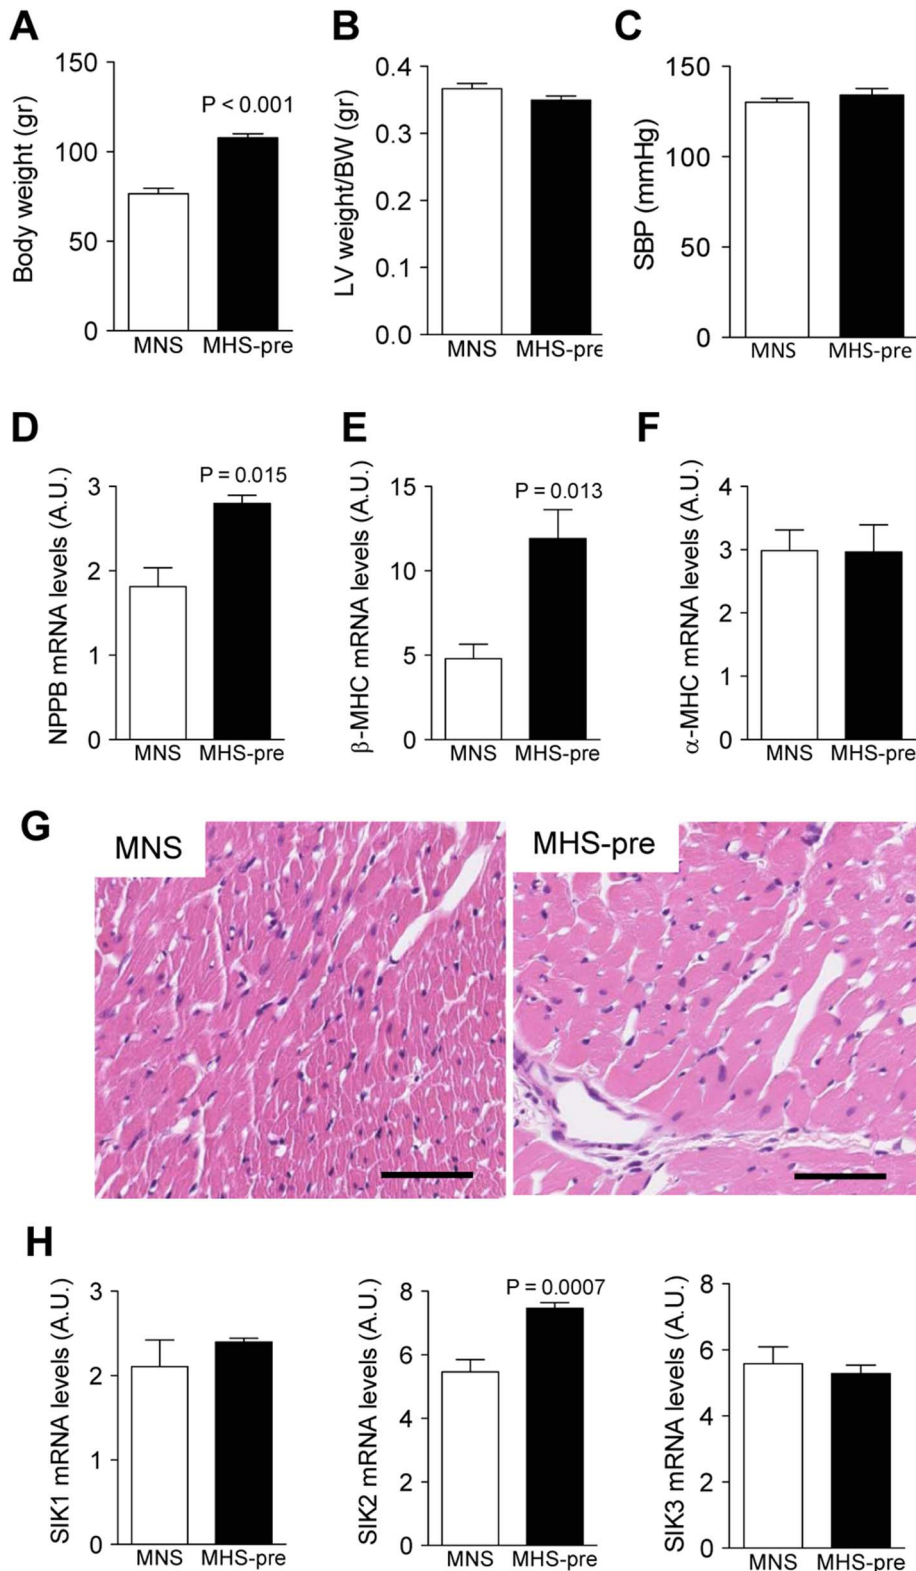 A
B
C
Body weight (gr)
150
100
50
0
P < 0.001
MNS
MHS-pre
LV weight/BW (gr)
0.4
0.3
0.2
0.1
0.0
MNS
MHS-pre
SBP (mmHg)
150
100
50
0
MNS
MHS-pre
D
E
F
NPPB mRNA levels (A.U.)
3
2
1
0
P = 0.015
MNS
MHS-pre
β-MHC mRNA levels (A.U.)
15
10
5
0
P = 0.013
MNS
MHS-pre
α-MHC mRNA levels (A.U.)
4
3
2
1
0
MNS
MHS-pre
G
MNS
MHS-pre
H
SIK1 mRNA levels (A.U.)
3
2
1
0
MNS
MHS-pre
SIK2 mRNA levels (A.U.)
8
6
4
2
0
P = 0.0007
MNS
MHS-pre
SIK3 mRNA levels (A.U.)
8
6
4
2
0
MNS
MHS-pre